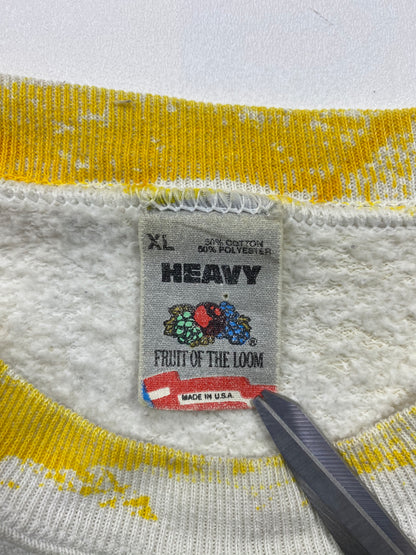 XL
50% COTTON
50% POLYESTER
HEAVY
®
FRUIT OF THE LOOM
MADE IN U.S.A.